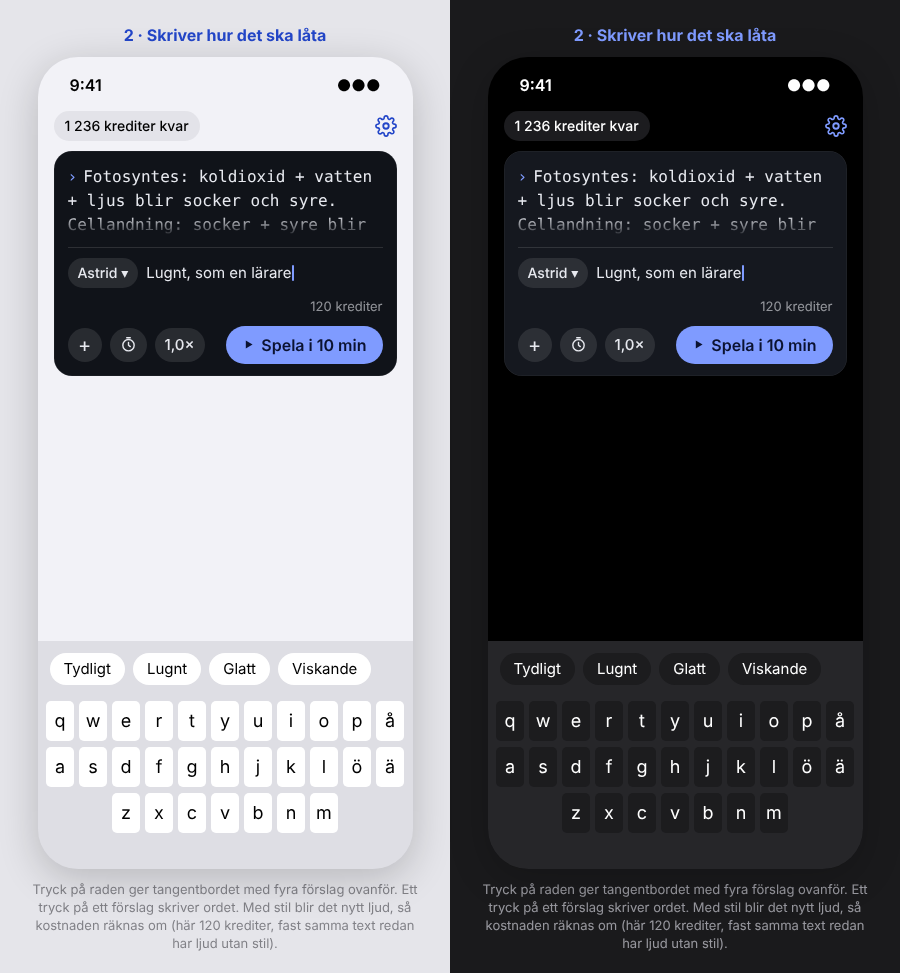 2 · Skriver hur det ska låta
9:41
1 236 krediter kvar
› Fotosyntes: koldioxid + vatten
+ ljus blir socker och syre.
Cellandning: socker + syre blir
Astrid ▾ Lugnt, som en lärare
120 krediter
+ 1,0× ▶ Spela i 10 min
Tydligt Lugnt Glatt Viskande
q w e r t y u i o p å
a s d f g h j k l ö ä
z x c v b n m
Tryck på raden ger tangentbordet med fyra förslag ovanför. Ett
tryck på ett förslag skriver ordet. Med stil blir det nytt ljud, så
kostnaden räknas om (här 120 krediter, fast samma text redan
har ljud utan stil).
2 · Skriver hur det ska låta
9:41
1 236 krediter kvar
› Fotosyntes: koldioxid + vatten
+ ljus blir socker och syre.
Cellandning: socker + syre blir
Astrid ▾ Lugnt, som en lärare
120 krediter
+ 1,0× ▶ Spela i 10 min
Tydligt Lugnt Glatt Viskande
q w e r t y u i o p å
a s d f g h j k l ö ä
z x c v b n m
Tryck på raden ger tangentbordet med fyra förslag ovanför. Ett
tryck på ett förslag skriver ordet. Med stil blir det nytt ljud, så
kostnaden räknas om (här 120 krediter, fast samma text redan
har ljud utan stil).